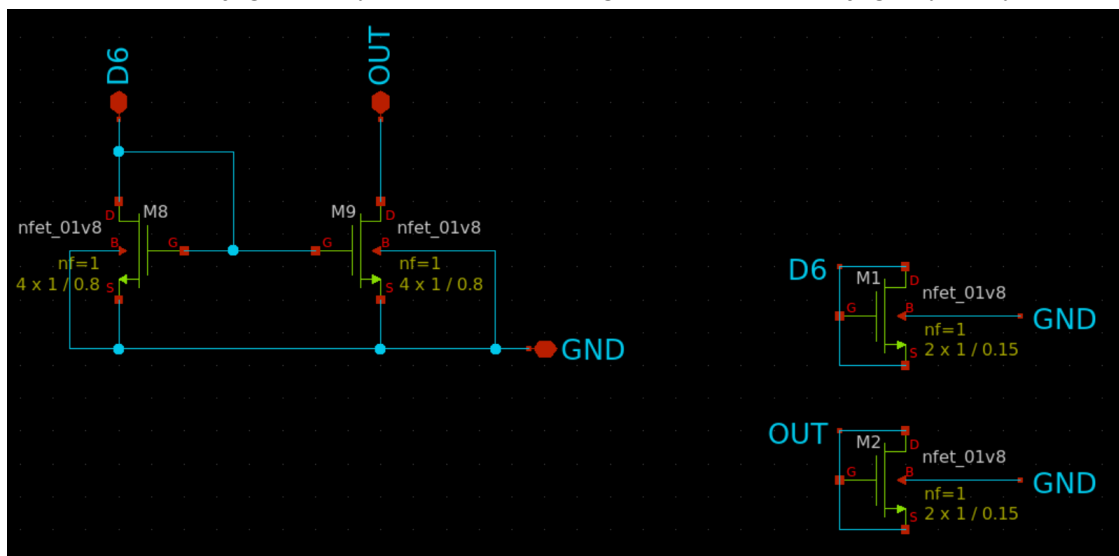 D6
OUT
D
M8
nfet_01v8
B
G
nf=1
4 x 1 / 0.8
S
M9
D
nfet_01v8
G
B
nf=1
4 x 1 / 0.8
S
GND
D6
M1
D
nfet_01v8
G
B
GND
nf=1
S
2 x 1 / 0.15
OUT
M2
D
nfet_01v8
G
B
GND
nf=1
S
2 x 1 / 0.15